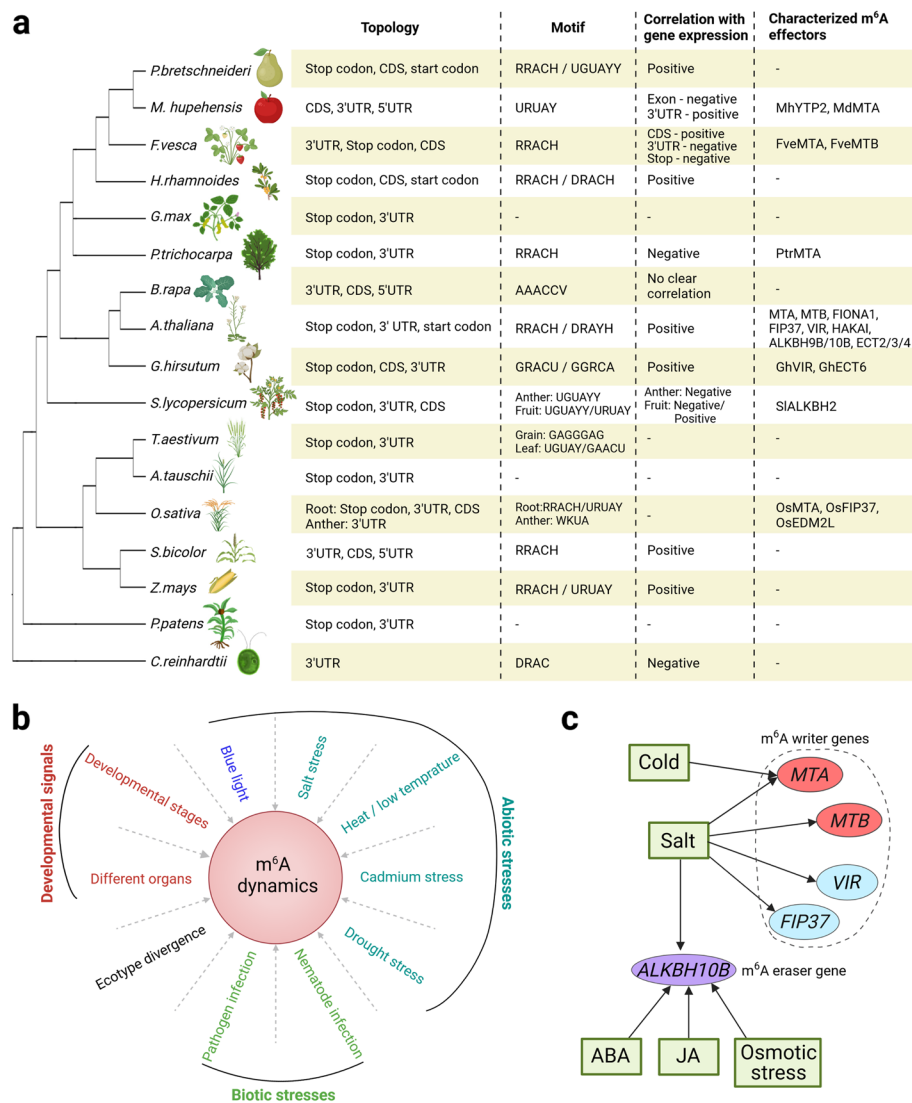 a
Topology
Motif
Correlation with
gene expression
Characterized m⁶A
effectors
P.bretschneideri
Stop codon, CDS, start codon
RRACH / UGUAYY
Positive
-
M. hupehensis
CDS, 3'UTR, 5'UTR
URUAY
Exon - negative
3'UTR - positive
MhYTP2, MdMTA
F.vesca
3'UTR, Stop codon, CDS
RRACH
CDS - positive
3'UTR - negative
Stop - negative
FveMTA, FveMTB
H.rhamnoides
Stop codon, CDS, start codon
RRACH / DRACH
Positive
-
G.max
Stop codon, 3'UTR
-
-
-
P.trichocarpa
Stop codon, 3'UTR
RRACH
Negative
PtrMTA
B.rapa
3'UTR, CDS, 5'UTR
AAACCV
No clear
correlation
-
A.thaliana
Stop codon, 3' UTR, start codon
RRACH / DRAYH
Positive
MTA, MTB, FIONA1,
FIP37, VIR, HAKAI,
ALKBH9B/10B, ECT2/3/4
G.hirsutum
Stop codon, CDS, 3'UTR
GRACU / GGRCA
Positive
GhVIR, GhECT6
S.lycopersicum
Stop codon, 3'UTR, CDS
Anther: UGUAYY
Fruit: UGUAYY/URUAY
Anther: Negative
Fruit: Negative/
Positive
SlALKBH2
T.aestivum
Stop codon, 3'UTR
Grain: GAGGGAG
Leaf: UGUAY/GAACU
-
-
A.tauschii
Stop codon, 3'UTR
-
-
-
O.sativa
Root: Stop codon, 3'UTR, CDS
Anther: 3'UTR
Root:RRACH/URUAY
Anther: WKUA
-
OsMTA, OsFIP37,
OsEDM2L
S.bicolor
3'UTR, CDS, 5'UTR
RRACH
Positive
-
Z.mays
Stop codon, 3'UTR
RRACH / URUAY
Positive
-
P.patens
Stop codon, 3'UTR
-
-
-
C.reinhardtii
3'UTR
DRAC
Negative
-
b
Developmental signals
Developmental stages
Different organs
Ecotype divergence
Blue light
Salt stress
Heat / low temprature
Cadmium stress
Drought stress
Abiotic stresses
m⁶A
dynamics
Pathogen infection
Nematode infection
Biotic stresses
c
m⁶A writer genes
Cold
MTA
MTB
Salt
VIR
FIP37
ALKBH10B
m⁶A eraser gene
ABA
JA
Osmotic
stress